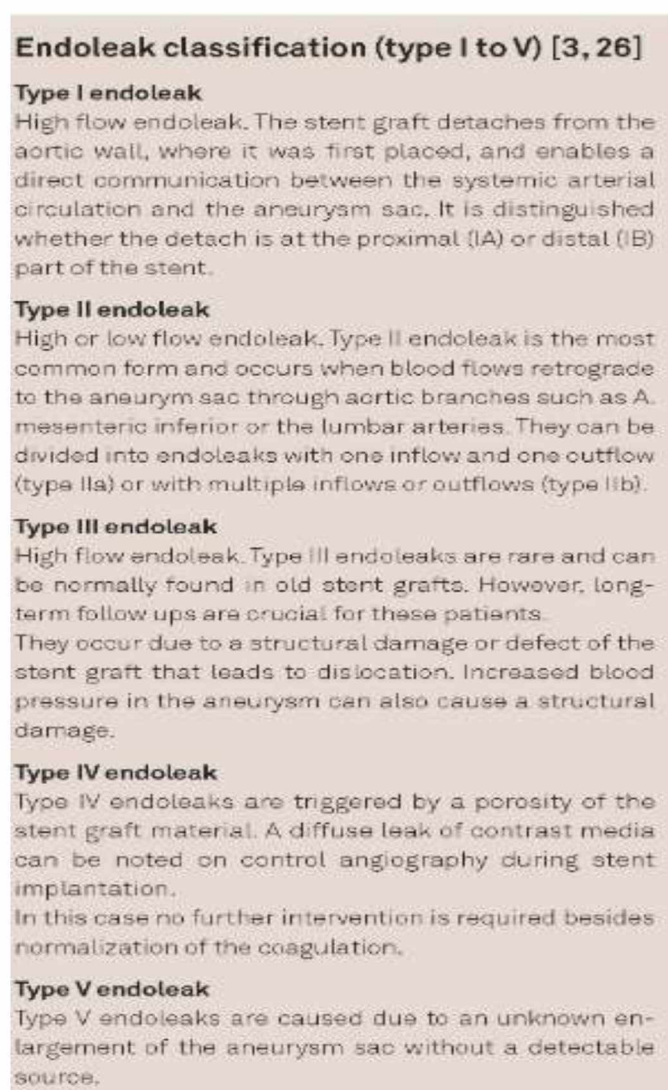 Endoleak classification (type I to V) [3, 26]
Type I endoleak
High flow endoleak. The stent graft detaches from the
aortic wall, where it was first placed, and enables a
direct communication between the systemic arterial
circulation and the aneurysm sac. It is distinguished
whether the detach is at the proximal (IA) or distal (IB)
part of the stent.
Type II endoleak
High or low flow endoleak. Type II endoleak is the most
common form and occurs when blood flows retrograde
to the aneurym sac through aortic branches such as A.
mesenteric inferior or the lumbar arteries. They can be
divided into endoleaks with one inflow and one outflow
(type IIa) or with multiple inflows or outflows (type IIb).
Type III endoleak
High flow endoleak. Type III endoleaks are rare and can
be normally found in old stent grafts. However, long-
term follow ups are crucial for these patients.
They occur due to a structural damage or defect of the
stent graft that leads to dislocation. Increased blood
pressure in the aneurysm can also cause a structural
damage.
Type IV endoleak
Type IV endoleaks are triggered by a porosity of the
stent graft material. A diffuse leak of contrast media
can be noted on control angiography during stent
implantation.
In this case no further intervention is required besides
normalization of the coagulation.
Type V endoleak
Type V endoleaks are caused due to an unknown en-
largement of the aneurysm sac without a detectable
source.